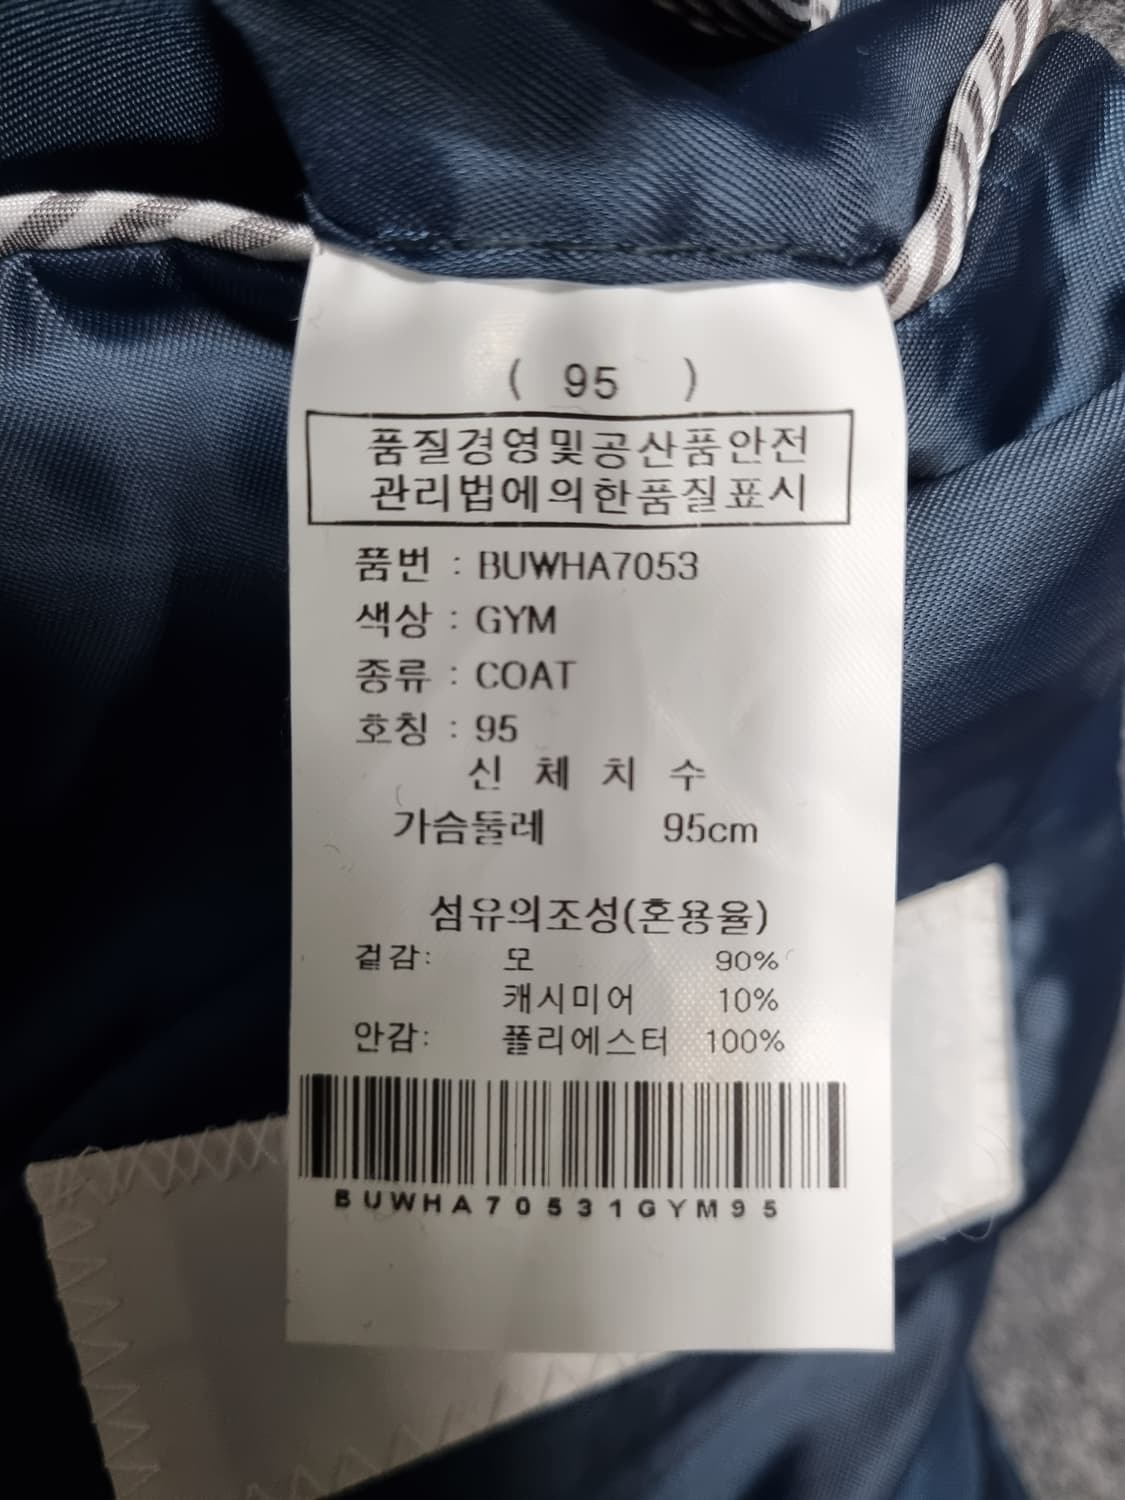 ( 95 )
품질경영및공산품안전
관리법에의한품질표시
품번 : BUWHA7053
색상 : GYM
종류 : COAT
호칭 : 95
신 체 치 수
가슴둘레 95cm
섬유의조성(혼용율)
겉감: 모 90%
캐시미어 10%
안감: 폴리에스터 100%
BUWHA70531GYM95